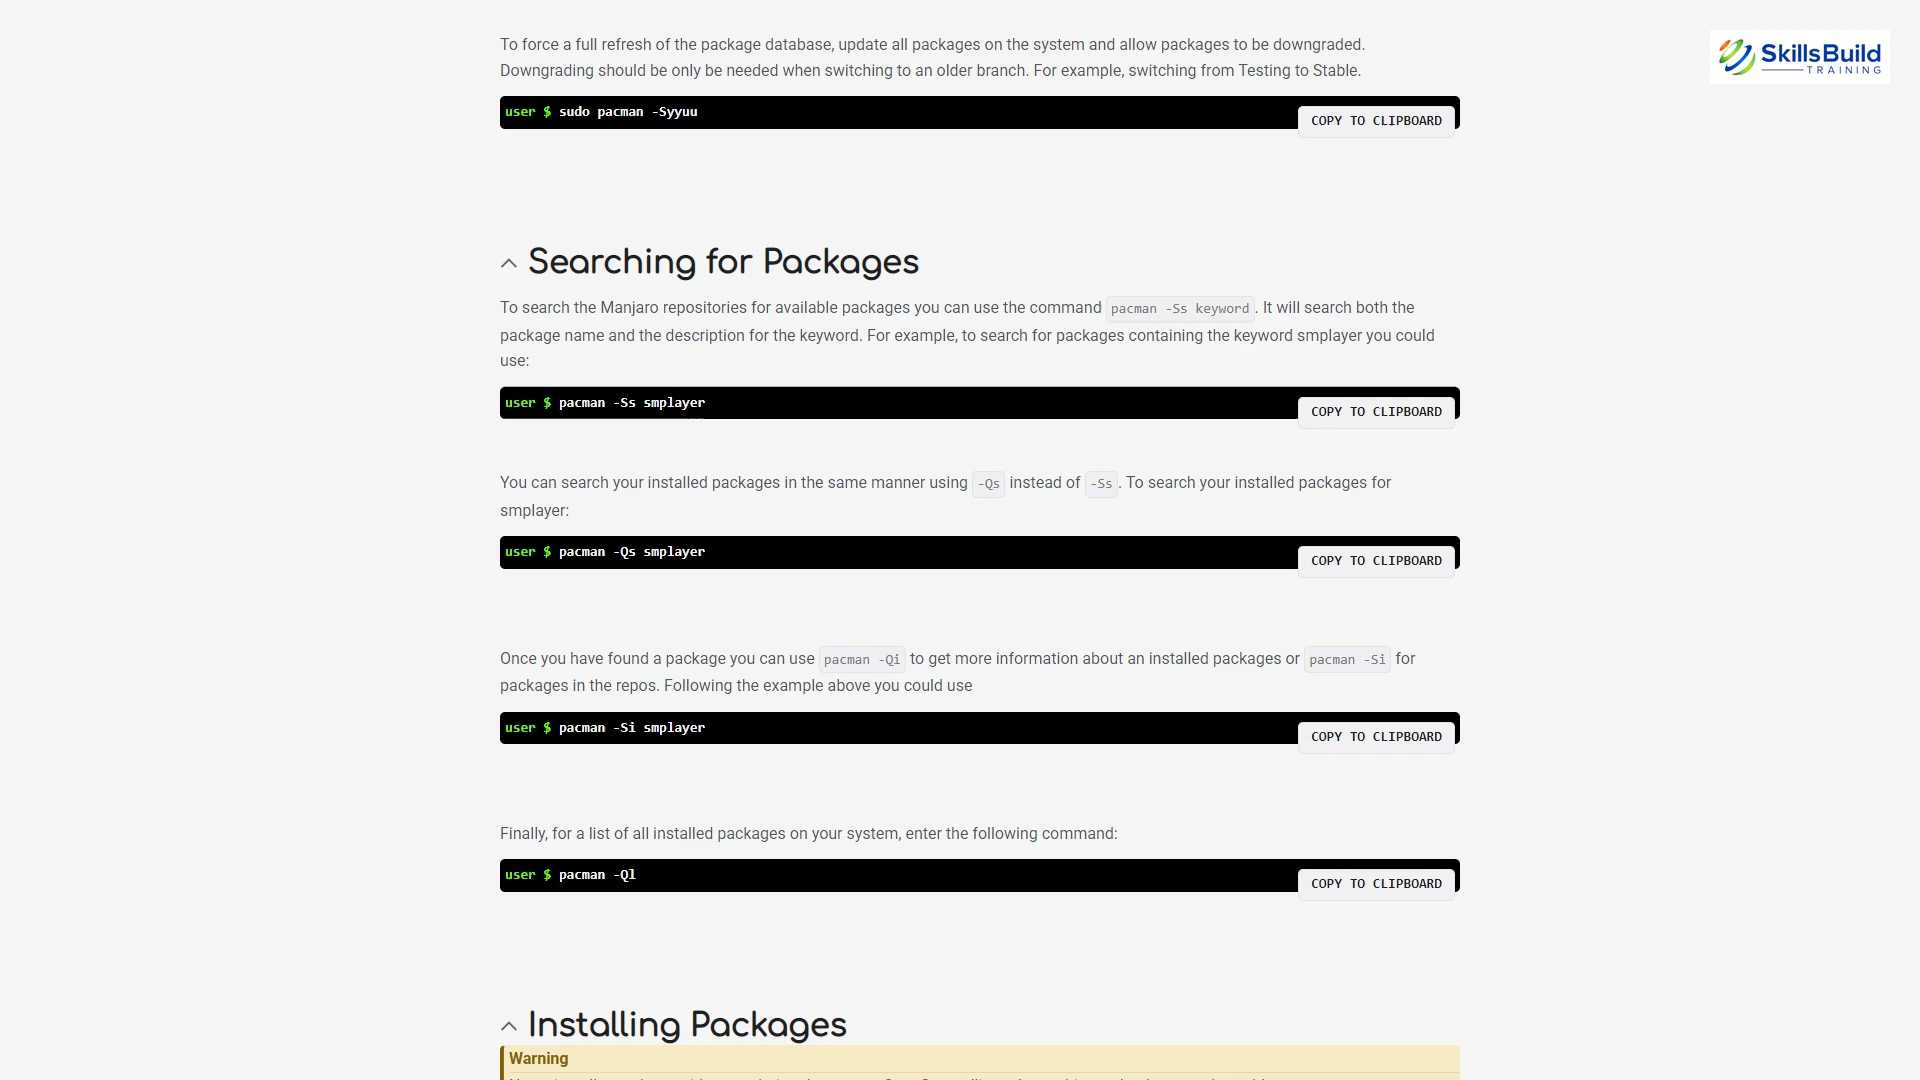 To force a full refresh of the package database, update all packages on the system and allow packages to be downgraded.
Downgrading should be only be needed when switching to an older branch. For example, switching from Testing to Stable.
user $ sudo pacman -Syyuu
COPY TO CLIPBOARD
SkillsBuild
TRAINING
Searching for Packages
To search the Manjaro repositories for available packages you can use the command pacman -Ss keyword. It will search both the
package name and the description for the keyword. For example, to search for packages containing the keyword smplayer you could
use:
user $ pacman -Ss smplayer
COPY TO CLIPBOARD
You can search your installed packages in the same manner using -Qs instead of -Ss. To search your installed packages for
smplayer:
user $ pacman -Qs smplayer
COPY TO CLIPBOARD
Once you have found a package you can use pacman -Qi to get more information about an installed packages or pacman -Si for
packages in the repos. Following the example above you could use
user $ pacman -Si smplayer
COPY TO CLIPBOARD
Finally, for a list of all installed packages on your system, enter the following command:
user $ pacman -Ql
COPY TO CLIPBOARD
Installing Packages
Warning